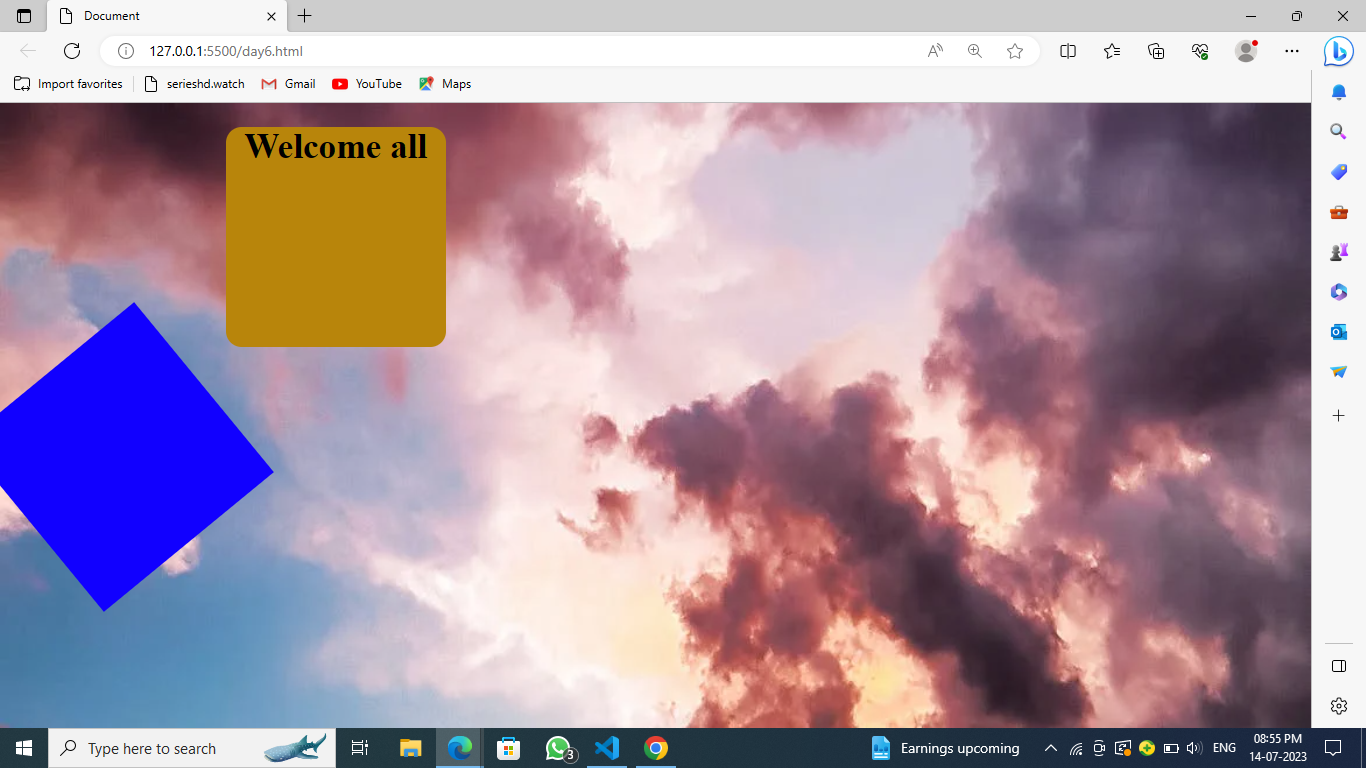 Document
127.0.0.1:5500/day6.html
Import favorites
serieshd.watch
Gmail
YouTube
Maps
Welcome all
Type here to search
3
Earnings upcoming
ENG
08:55 PM
14-07-2023